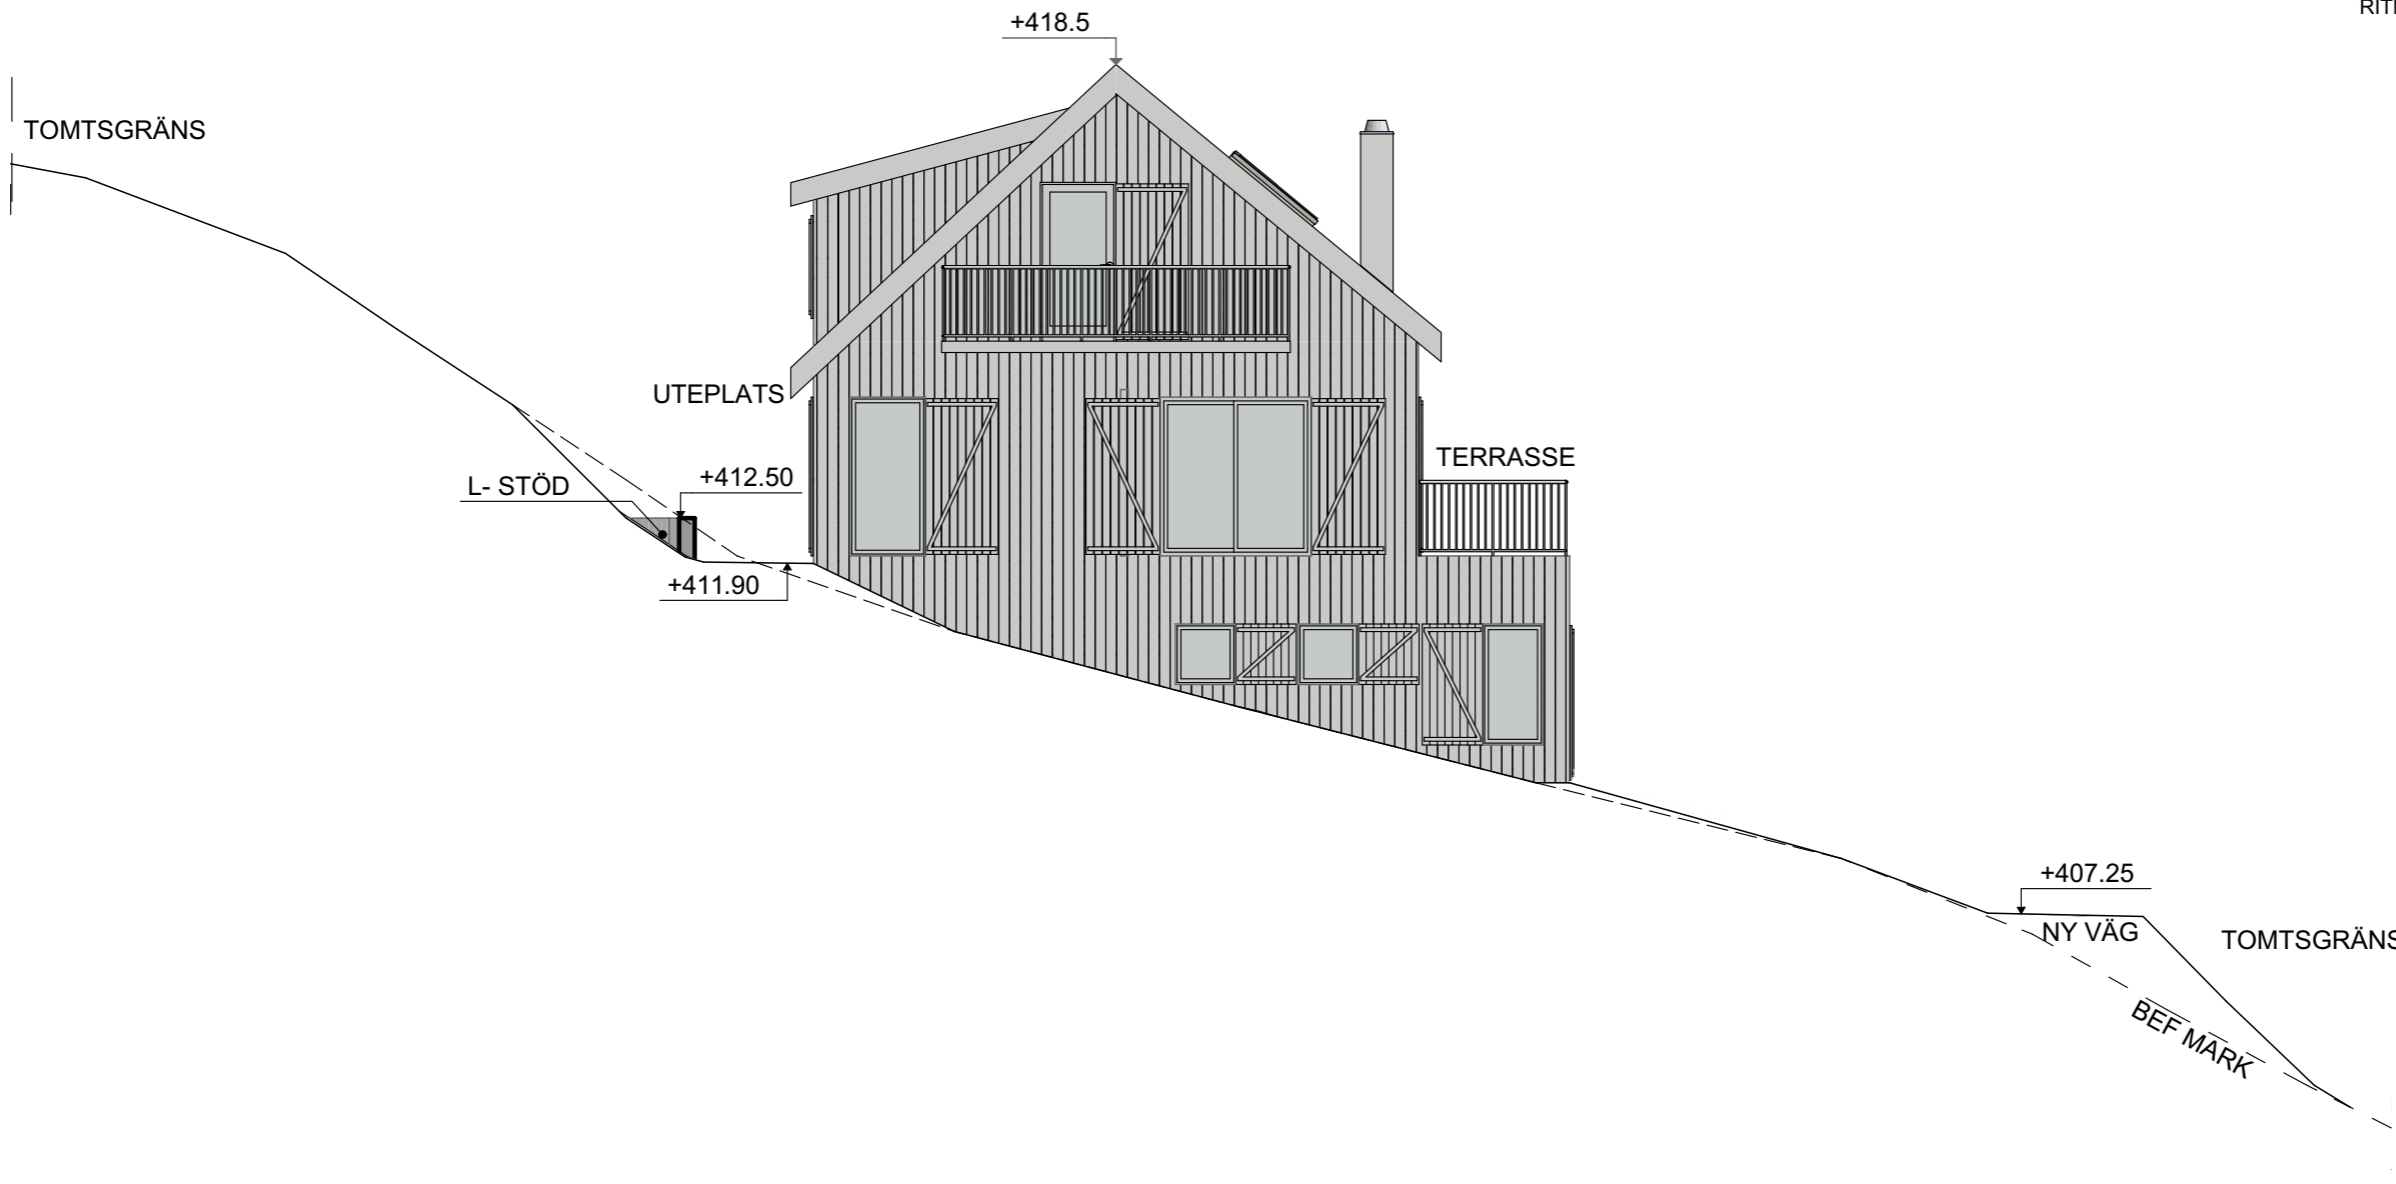 +418.5
TOMTSGRÄNS
UTEPLATS
TERRASSE
+412.50
L- STÖD
+411.90
+407.25
NY VÄG
TOMTSGRÄNS
BEF MARK